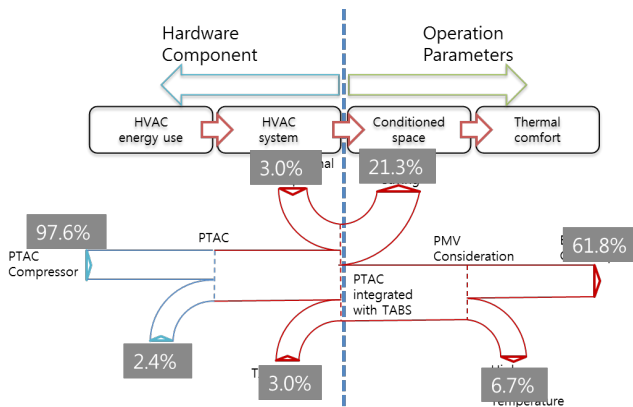 Hardware
Component
Operation
Parameters
HVAC
energy use
HVAC
system
Conditioned
space
Thermal
comfort
3.0%
21.3%
97.6%
PTAC
Compressor
PTAC
PMV
Consideration
61.8%
PTAC
integrated
with TABS
2.4%
3.0%
6.7%
Temperature